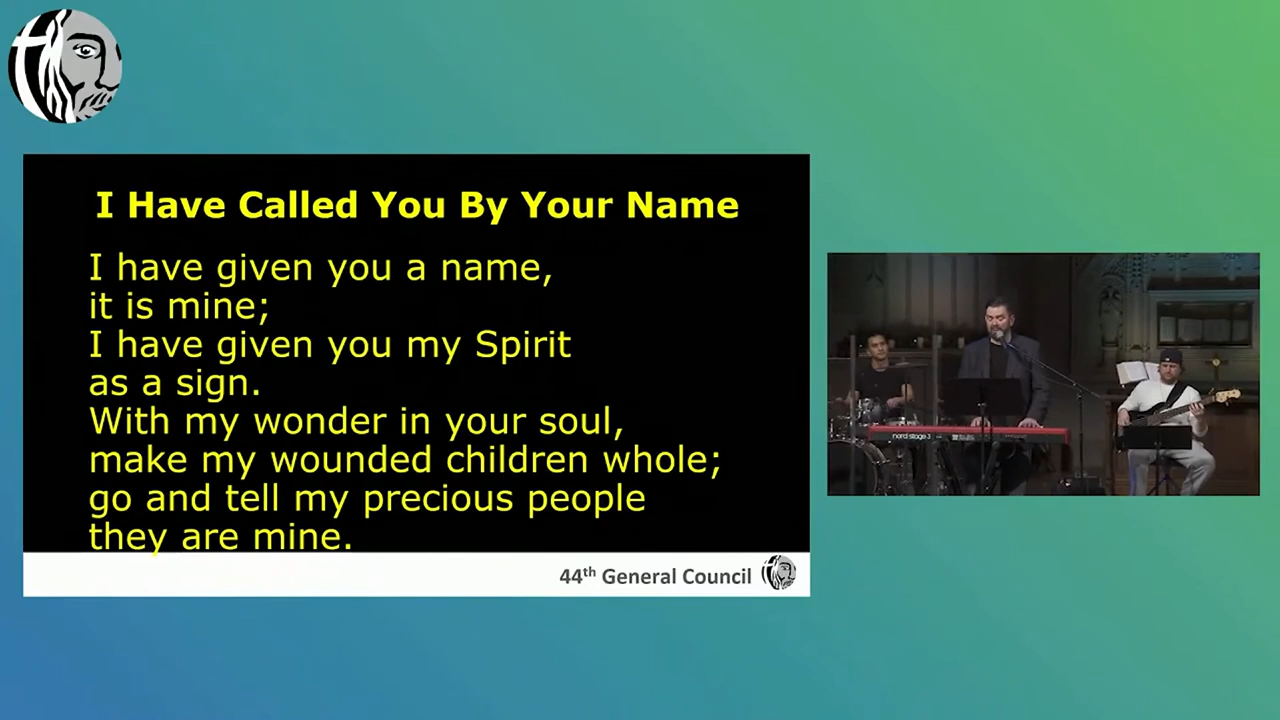 I Have Called You By Your Name
I have given you a name,
it is mine;
I have given you my Spirit
as a sign.
With my wonder in your soul,
make my wounded children whole;
go and tell my precious people
they are mine.
44th General Council
nord stage 3